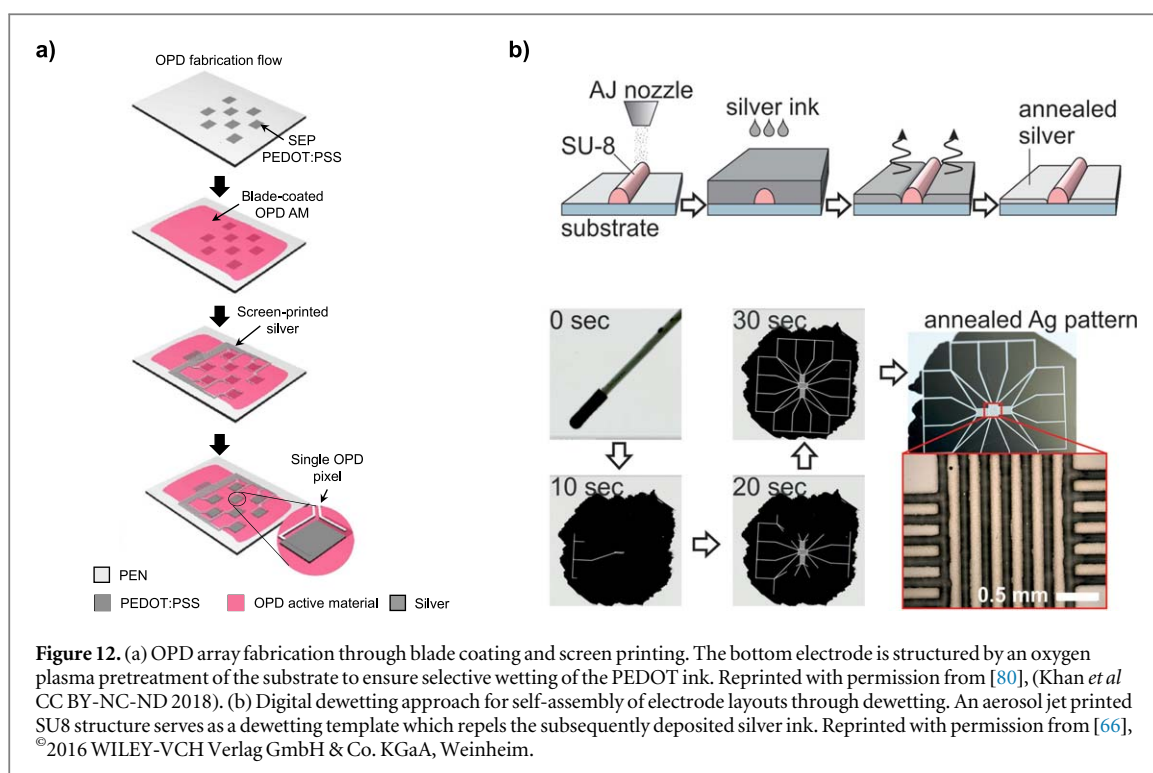 a)
OPD fabrication flow
SEP
PEDOT:PSS
Blade-coated
OPD AM
Screen-printed
silver
Single OPD
pixel
PEN
PEDOT:PSS
OPD active material
Silver
b)
AJ nozzle
SU-8
substrate
silver ink
annealed
silver
0 sec
10 sec
20 sec
30 sec
annealed Ag pattern
0.5 mm
Figure 12. (a) OPD array fabrication through blade coating and screen printing. The bottom electrode is structured by an oxygen
plasma pretreatment of the substrate to ensure selective wetting of the PEDOT ink. Reprinted with permission from [80], (Khan et al
CC BY-NC-ND 2018). (b) Digital dewetting approach for self-assembly of electrode layouts through dewetting. An aerosol jet printed
SU8 structure serves as a dewetting template which repels the subsequently deposited silver ink. Reprinted with permission from [66],
©2016 WILEY-VCH Verlag GmbH & Co. KGaA, Weinheim.